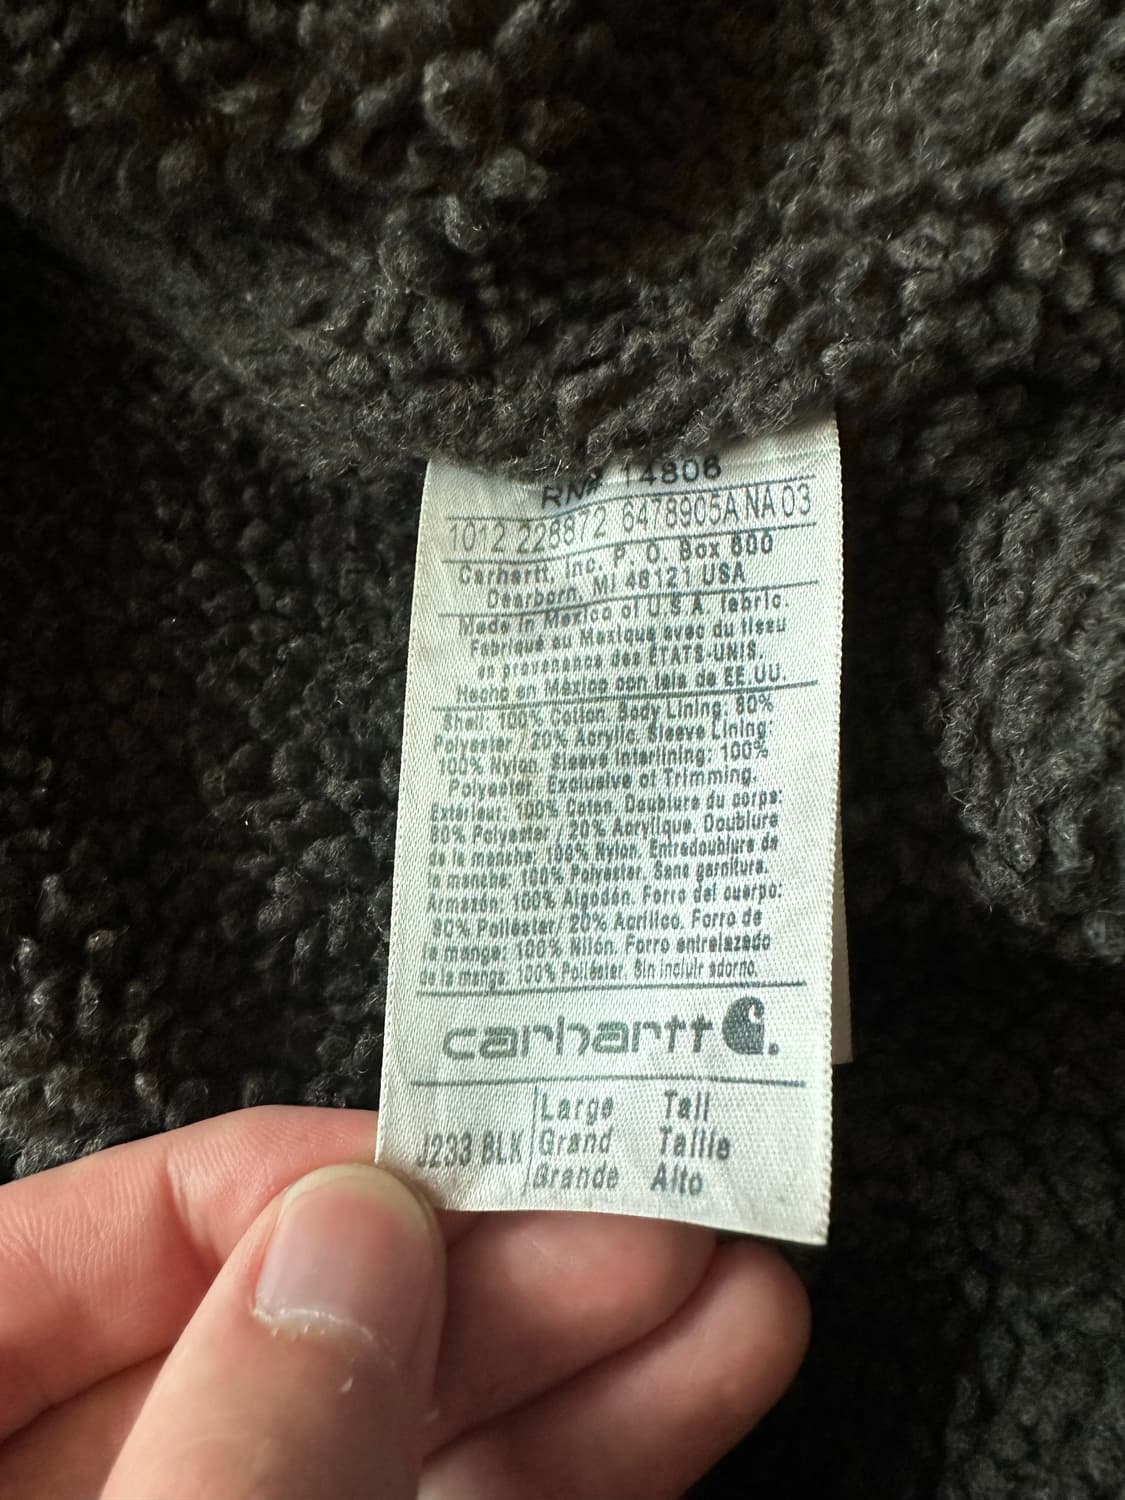 RN# 14806
1012 228872 6478905A NA 03
Carhartt, Inc. P. O. Box 600
Dearborn, MI 48121 USA
Made in Mexico of U.S.A. fabric.
Fabriqué au Mexique avec du tissu
en provenance des ÉTATS-UNIS.
Hecho en México con tela de EE.UU.
Shell: 100% Cotton. Body Lining: 80%
Polyester / 20% Acrylic. Sleeve Lining:
100% Nylon. Sleeve Interlining: 100%
Polyester. Exclusive of Trimming.
Extérieur: 100% Coton. Doublure du corps:
80% Polyester / 20% Acrylique. Doublure
de la manche: 100% Nylon. Entredoublure de
la manche: 100% Polyester. Sans garniture.
Armazón: 100% Algodón. Forro del cuerpo:
80% Poliéster / 20% Acrílico. Forro de
la manga: 100% Nilón. Forro entrelazado
de la manga: 100% Poliéster. Sin incluir adorno.
carhartt
J233 BLK
Large Tall
Grand Taille
Grande Alto